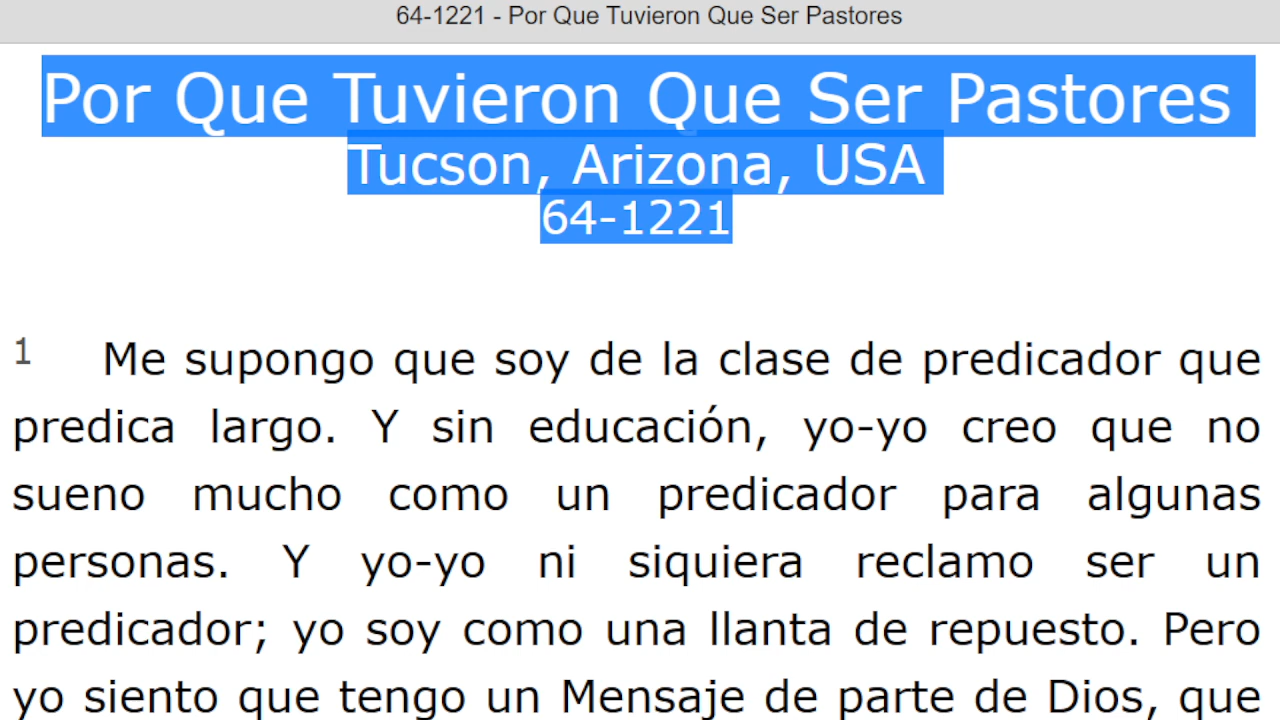 64-1221 - Por Que Tuvieron Que Ser Pastores
Por Que Tuvieron Que Ser Pastores
Tucson, Arizona, USA
64-1221
1 Me supongo que soy de la clase de predicador que
predica largo. Y sin educación, yo-yo creo que no
sueno mucho como un predicador para algunas
personas. Y yo-yo ni siquiera reclamo ser un
predicador; yo soy como una llanta de repuesto. Pero
yo siento que tengo un Mensaje de parte de Dios, que